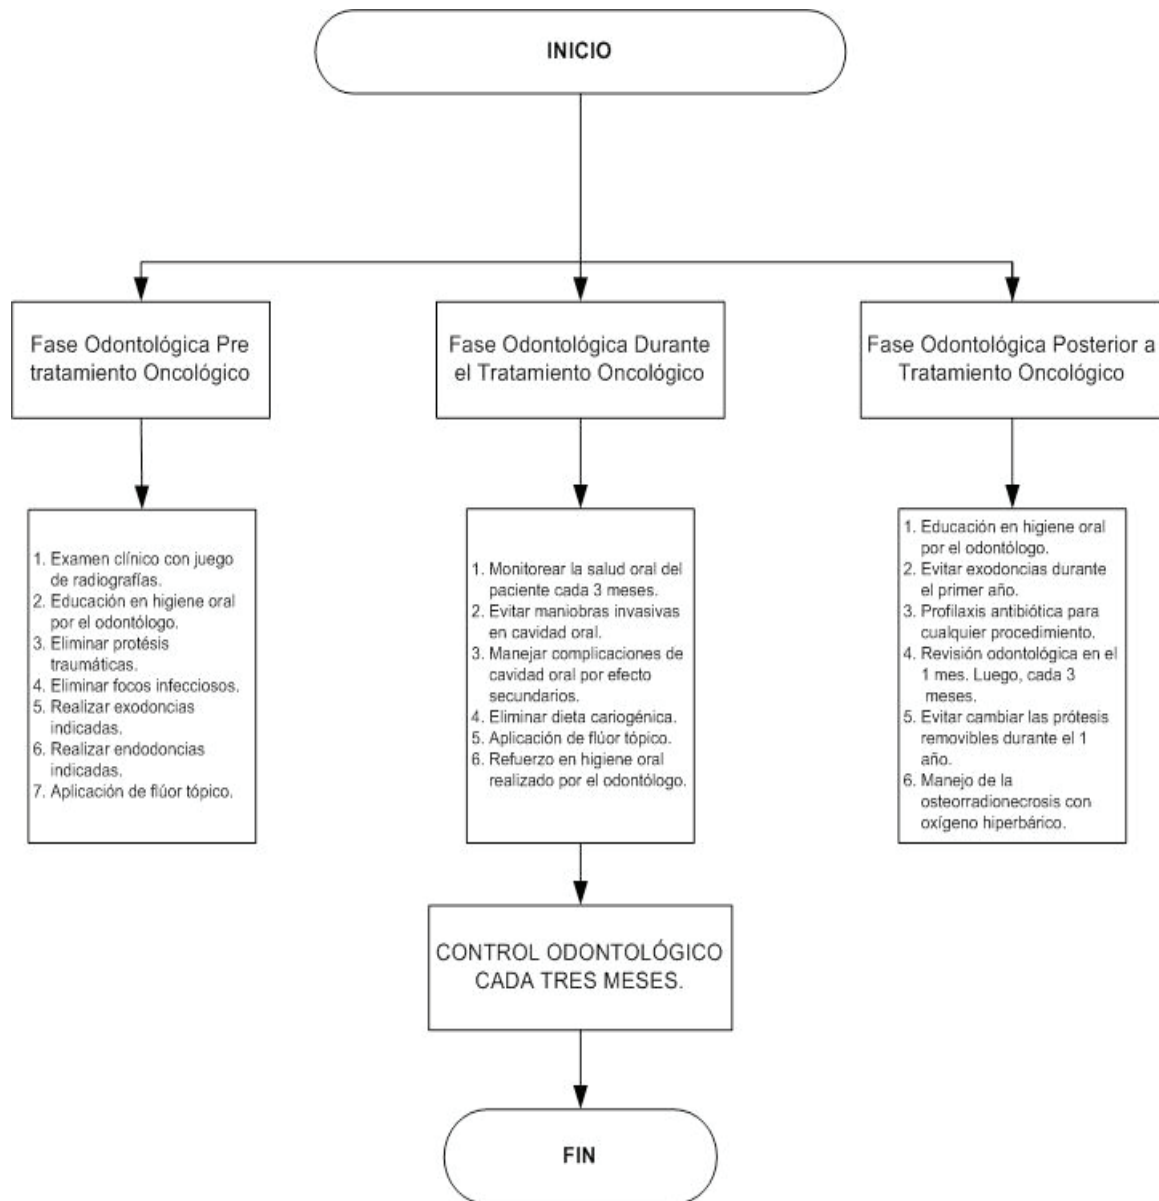 INICIO
Fase Odontológica Pre
tratamiento Oncológico
Fase Odontológica Durante
el Tratamiento Oncológico
Fase Odontológica Posterior a
Tratamiento Oncológico
1. Examen clínico con juego
de radiografías.
2. Educación en higiene oral
por el odontólogo.
3. Eliminar protésis
traumáticas.
4. Eliminar focos infecciosos.
5. Realizar exodoncias
indicadas.
6. Realizar endodoncias
indicadas.
7. Aplicación de flúor tópico.
1. Monitorear la salud oral del
paciente cada 3 meses.
2. Evitar maniobras invasivas
en cavidad oral.
3. Manejar complicaciones de
cavidad oral por efecto
secundarios.
4. Eliminar dieta cariogénica.
5. Aplicación de flúor tópico.
6. Refuerzo en higiene oral
realizado por el odontólogo.
1. Educación en higiene oral
por el odontólogo.
2. Evitar exodoncias durante
el primer año.
3. Profilaxis antibiótica para
cualquier procedimiento.
4. Revisión odontológica en el
1 mes. Luego, cada 3
meses.
5. Evitar cambiar las prótesis
removibles durante el 1
año.
6. Manejo de la
osteorradionecrosis con
oxígeno hiperbárico.
CONTROL ODONTOLÓGICO
CADA TRES MESES.
FIN